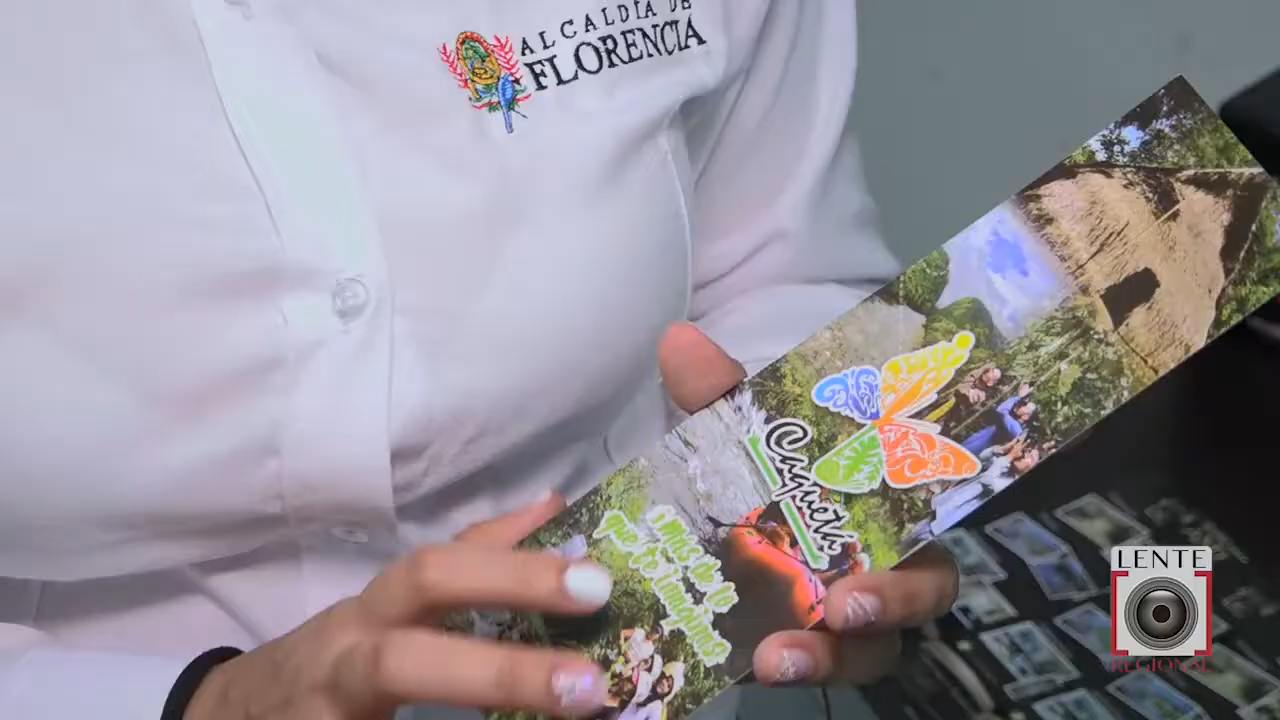 ALCALDÍA DE
FLORENCIA
Caquetá
¡Más de lo
que te imaginas
LENTE
REGIONAL